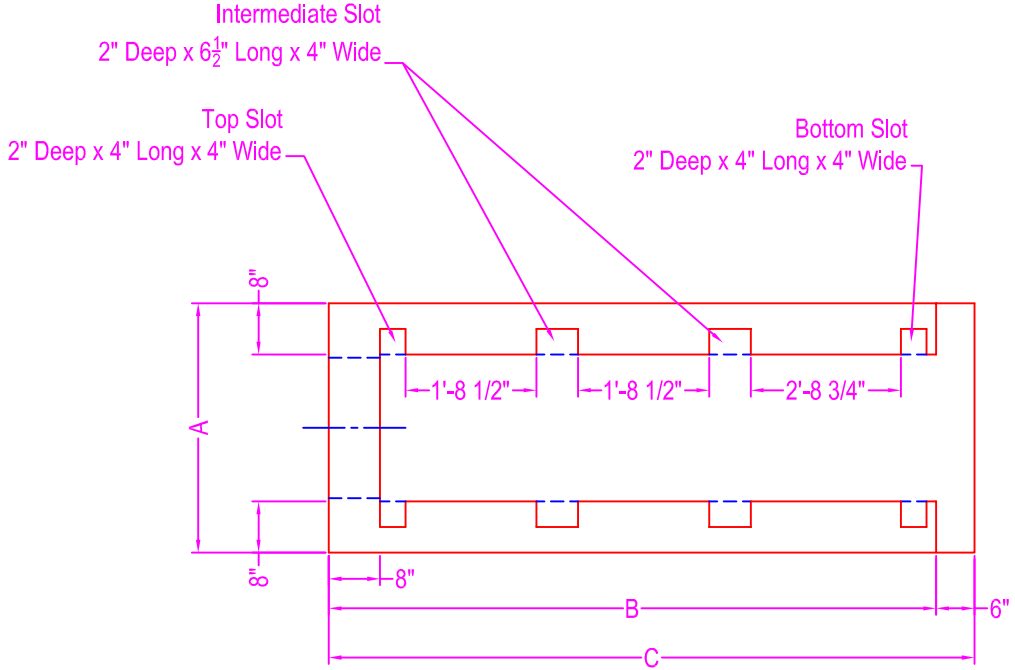 Intermediate Slot
2" Deep x 6 1/2" Long x 4" Wide
Top Slot
2" Deep x 4" Long x 4" Wide
Bottom Slot
2" Deep x 4" Long x 4" Wide
8"
1'-8 1/2"
1'-8 1/2"
2'-8 3/4"
A
8"
8"
B
6"
C